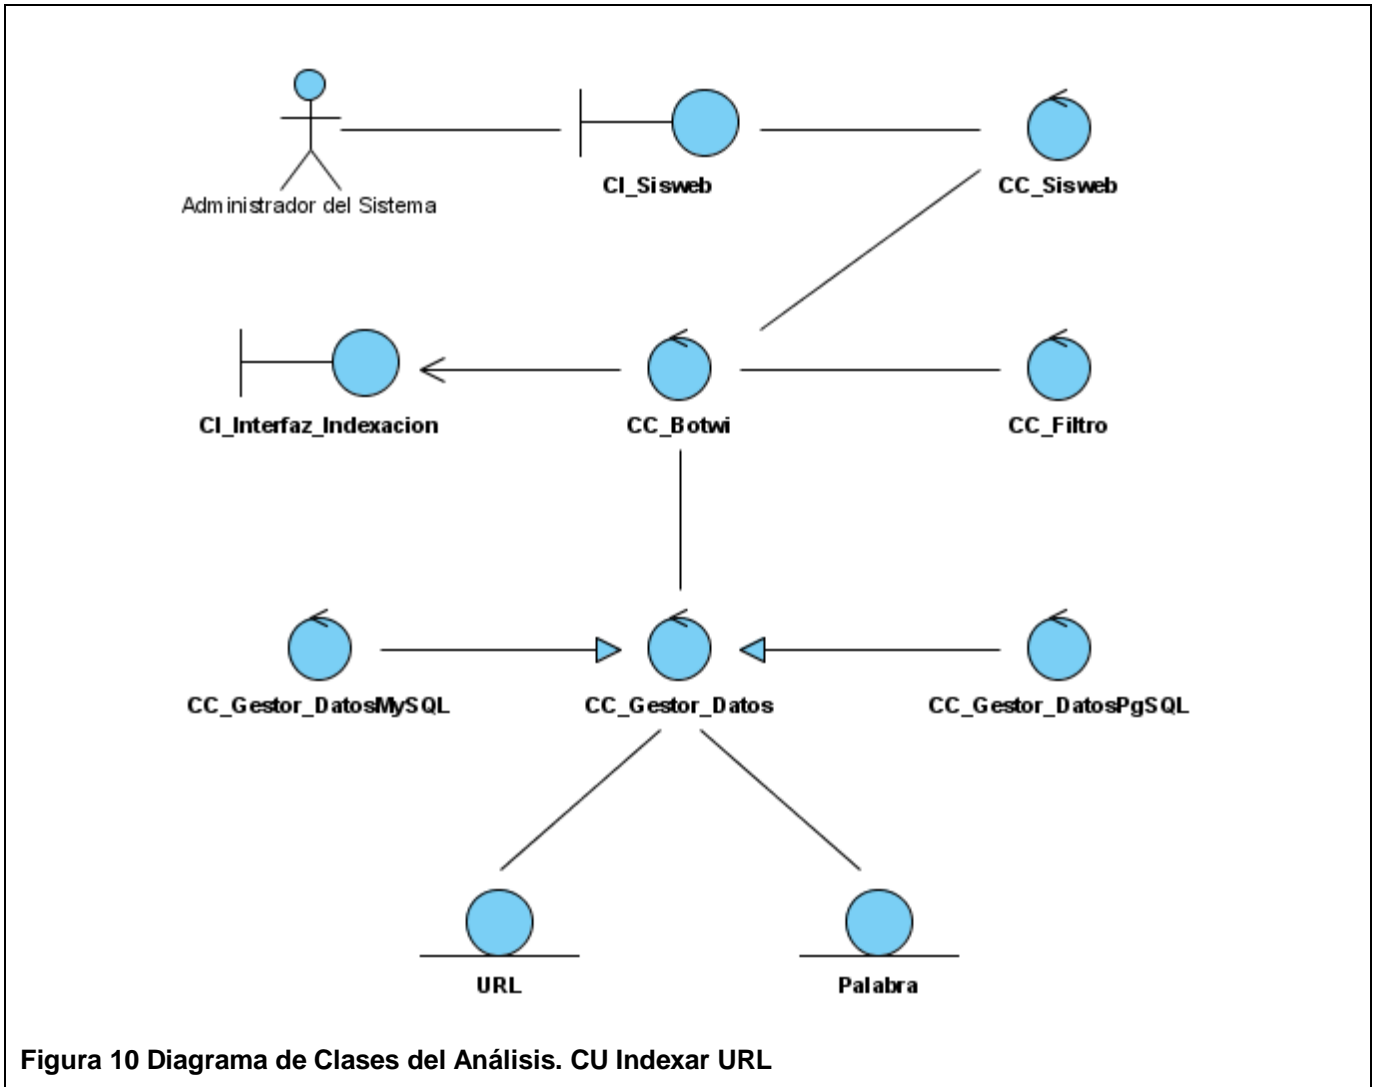 Administrador del Sistema
CI_Sisweb
CC_Sisweb
CI_Interfaz_Indexacion
CC_Botwi
CC_Filtro
CC_Gestor_DatosMySQL
CC_Gestor_Datos
CC_Gestor_DatosPgSQL
URL
Palabra
Figura 10 Diagrama de Clases del Análisis. CU Indexar URL